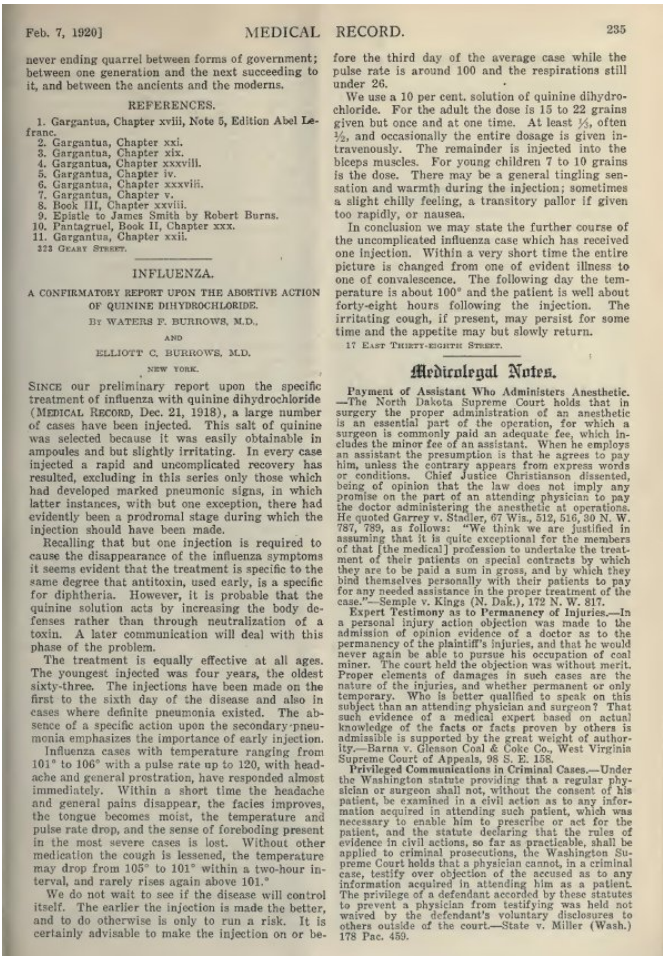 Feb. 7, 1920]
MEDICAL RECORD.
235
never ending quarrel between forms of government;
between one generation and the next succeeding to
it, and between the ancients and the moderns.
REFERENCES.
1. Gargantua, Chapter xviii, Note 5, Edition Abel Le-
franc.
2. Gargantua, Chapter xxi.
3. Gargantua, Chapter xix.
4. Gargantua, Chapter xxxviii.
5. Gargantua, Chapter iv.
6. Gargantua, Chapter xxxviii.
7. Gargantua, Chapter v.
8. Book III, Chapter xxviii.
9. Epistle to James Smith by Robert Burns.
10. Pantagruel, Book II, Chapter xxx.
11. Gargantua, Chapter xxii.
323 GEARY STREET.
INFLUENZA.
A CONFIRMATORY REPORT UPON THE ABORTIVE ACTION
OF QUININE DIHYDROCHLORIDE.
BY WATERS F. BURROWS, M.D.,
AND
ELLIOTT C. BURROWS, M.D.
NEW YORK.
SINCE our preliminary report upon the specific
treatment of influenza with quinine dihydrochloride
(MEDICAL RECORD, Dec. 21, 1918), a large number
of cases have been injected. This salt of quinine
was selected because it was easily obtainable in
ampoules and but slightly irritating. In every case
injected a rapid and uncomplicated recovery has
resulted, excluding in this series only those which
had developed marked pneumonic signs, in which
latter instances, with but one exception, there had
evidently been a prodromal stage during which the
injection should have been made.
Recalling that but one injection is required to
cause the disappearance of the influenza symptoms
it seems evident that the treatment is specific to the
same degree that antitoxin, used early, is a specific
for diphtheria. However, it is probable that the
quinine solution acts by increasing the body de-
fenses rather than through neutralization of a
toxin. A later communication will deal with this
phase of the problem.
The treatment is equally effective at all ages.
The youngest injected was four years, the oldest
sixty-three. The injections have been made on the
first to the sixth day of the disease and also in
cases where definite pneumonia existed. The ab-
sence of a specific action upon the secondary pneu-
monia emphasizes the importance of early injection.
Influenza cases with temperature ranging from
101° to 106° with a pulse rate up to 120, with head-
ache and general prostration, have responded almost
immediately. Within a short time the headache
and general pains disappear, the facies improves,
the tongue becomes moist, the temperature and
pulse rate drop, and the sense of foreboding present
in the most severe cases is lost. Without other
medication the cough is lessened, the temperature
may drop from 105° to 101° within a two-hour in-
terval, and rarely rises again above 101.°
We do not wait to see if the disease will control
itself. The earlier the injection is made the better,
and to do otherwise is only to run a risk. It is
certainly advisable to make the injection on or be-
fore the third day of the average case while the
pulse rate is around 100 and the respirations still
under 26.
We use a 10 per cent. solution of quinine dihydro-
chloride. For the adult the dose is 15 to 22 grains
given but once and at one time. At least ⅓, often
½, and occasionally the entire dosage is given in-
travenously. The remainder is injected into the
biceps muscles. For young children 7 to 10 grains
is the dose. There may be a general tingling sen-
sation and warmth during the injection; sometimes
a slight chilly feeling, a transitory pallor if given
too rapidly, or nausea.
In conclusion we may state the further course of
the uncomplicated influenza case which has received
one injection. Within a very short time the entire
picture is changed from one of evident illness to
one of convalescence. The following day the tem-
perature is about 100° and the patient is well about
forty-eight hours following the injection. The
irritating cough, if present, may persist for some
time and the appetite may but slowly return.
17 EAST THIRTY-EIGHTH STREET.
Medicolegal Notes.
Payment of Assistant Who Administers Anesthetic.
—The North Dakota Supreme Court holds that in
surgery the proper administration of an anesthetic
is an essential part of the operation, for which a
surgeon is commonly paid an adequate fee, which in-
cludes the minor fee of an assistant. When he employs
an assistant the presumption is that he agrees to pay
him, unless the contrary appears from express words
or conditions. Chief Justice Christianson dissented,
being of opinion that the law does not imply any
promise on the part of an attending physician to pay
the doctor administering the anesthetic at operations.
He quoted Garrey v. Stadler, 67 Wis., 512, 516, 30 N. W.
787, 789, as follows: "We think we are justified in
assuming that it is quite exceptional for the members
of that [the medical] profession to undertake the treat-
ment of their patients on special contracts by which
they are to be paid a sum in gross, and by which they
bind themselves personally with their patients to pay
for any needed assistance in the proper treatment of the
case."—Semple v. Kings (N. Dak.), 172 N. W. 817.
Expert Testimony as to Permanency of Injuries.—In
a personal injury action objection was made to the
admission of opinion evidence of a doctor as to the
permanency of the plaintiff's injuries, and that he would
never again be able to pursue his occupation of coal
miner. The court held the objection was without merit.
Proper elements of damages in such cases are the
nature of the injuries, and whether permanent or only
temporary. Who is better qualified to speak on this
subject than an attending physician and surgeon? That
such evidence of a medical expert based on actual
knowledge of the facts or facts proven by others is
admissible is supported by the great weight of author-
ity.—Barna v. Gleason Coal & Coke Co., West Virginia
Supreme Court of Appeals, 98 S. E. 158.
Privileged Communications in Criminal Cases.—Under
the Washington statute providing that a regular phy-
sician or surgeon shall not, without the consent of his
patient, be examined in a civil action as to any infor-
mation acquired in attending such patient, which was
necessary to enable him to prescribe or act for the
patient, and the statute declaring that the rules of
evidence in civil actions, so far as practicable, shall be
applied to criminal prosecutions, the Washington Su-
preme Court holds that a physician cannot, in a criminal
case, testify over objection of the accused as to any
information acquired in attending him as a patient.
The privilege of a defendant accorded by these statutes
to prevent a physician from testifying was held not
waived by the defendant's voluntary disclosures to
others outside of the court.—State v. Miller (Wash.)
178 Pac. 459.